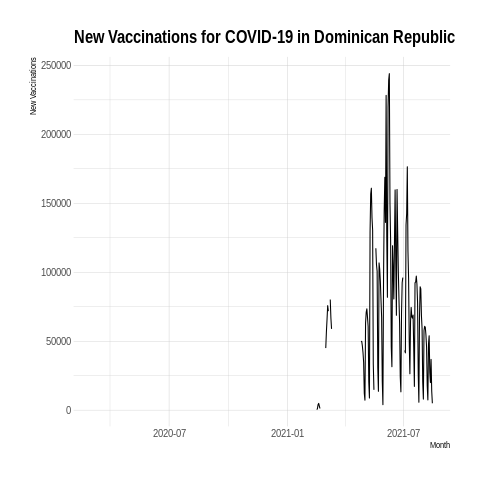 New Vaccinations for COVID-19 in Dominican Republic
New Vaccinations
250000
200000
150000
100000
50000
0
2020-07 2021-01 2021-07
Month